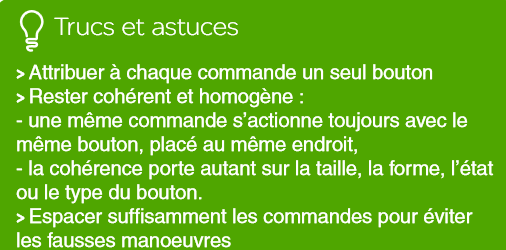 Trucs et astuces
> Attribuer à chaque commande un seul bouton
> Rester cohérent et homogène :
- une même commande s’actionne toujours avec le
même bouton, placé au même endroit,
- la cohérence porte autant sur la taille, la forme, l’état
ou le type du bouton.
> Espacer suffisamment les commandes pour éviter
les fausses manoeuvres